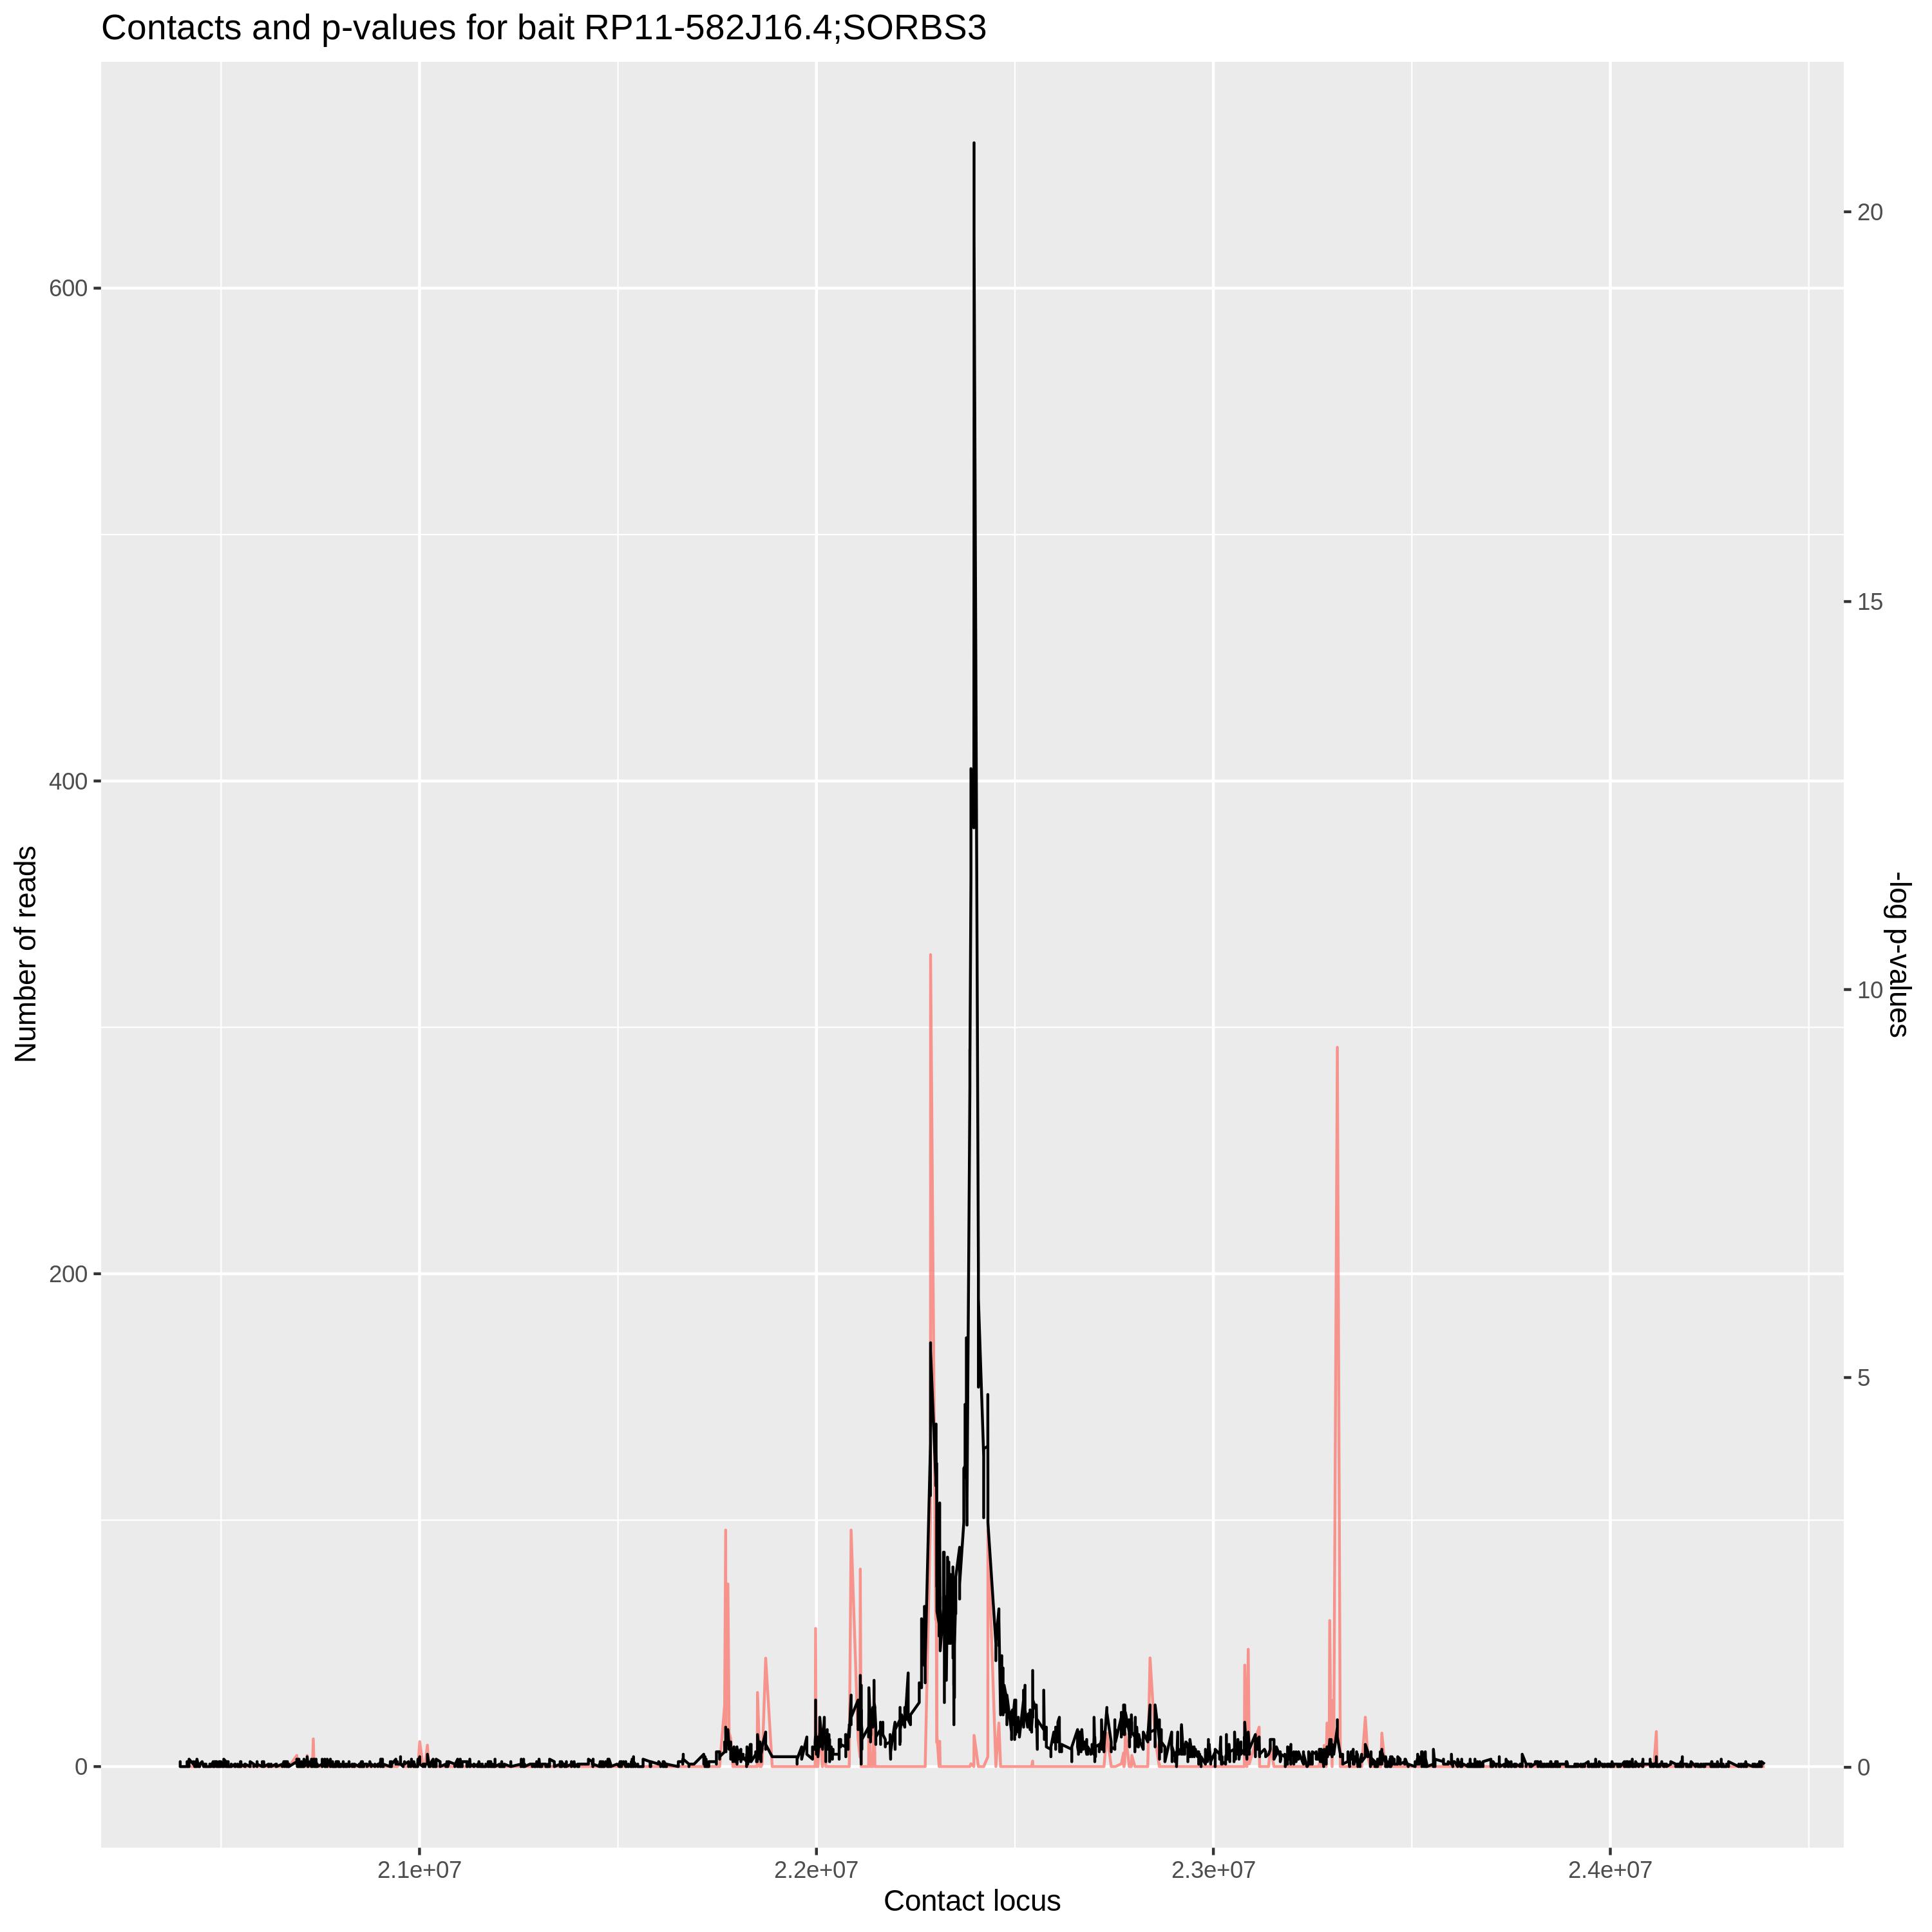 Contacts and p-values for bait RP11-582J16.4;SORBS3
Number of reads
600
400
200
0
20
15
10
5
0
-log p-values
2.1e+07
2.2e+07
2.3e+07
2.4e+07
Contact locus